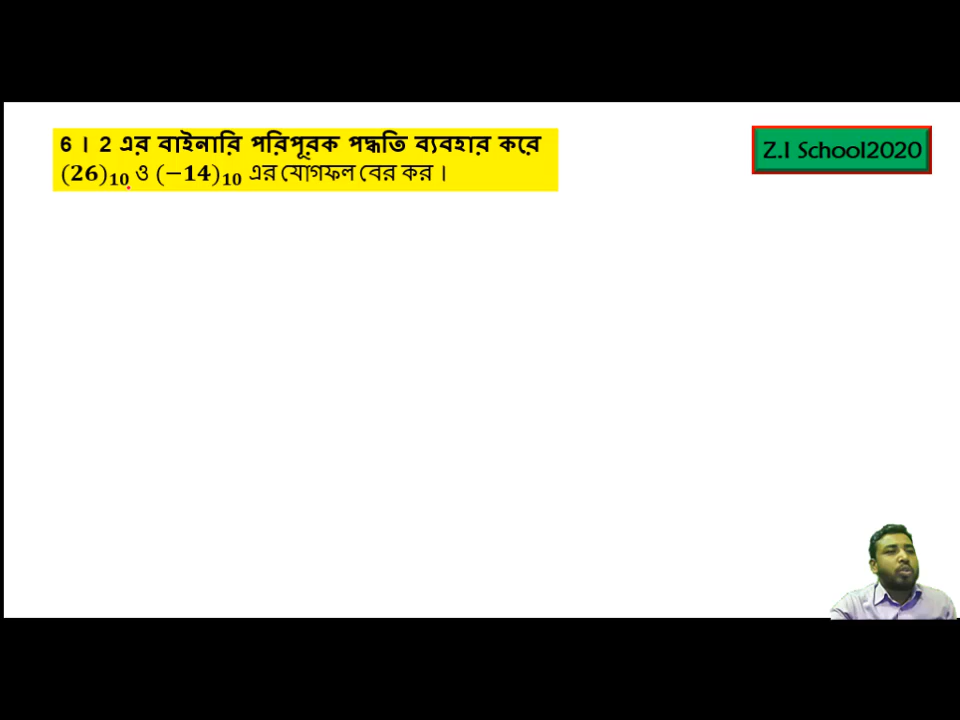 6 । 2 এর বাইনারি পরিপূরক পদ্ধতি ব্যবহার করে
(26)₁₀ ও (−14)₁₀ এর যোগফল বের কর ।
Z.I School2020